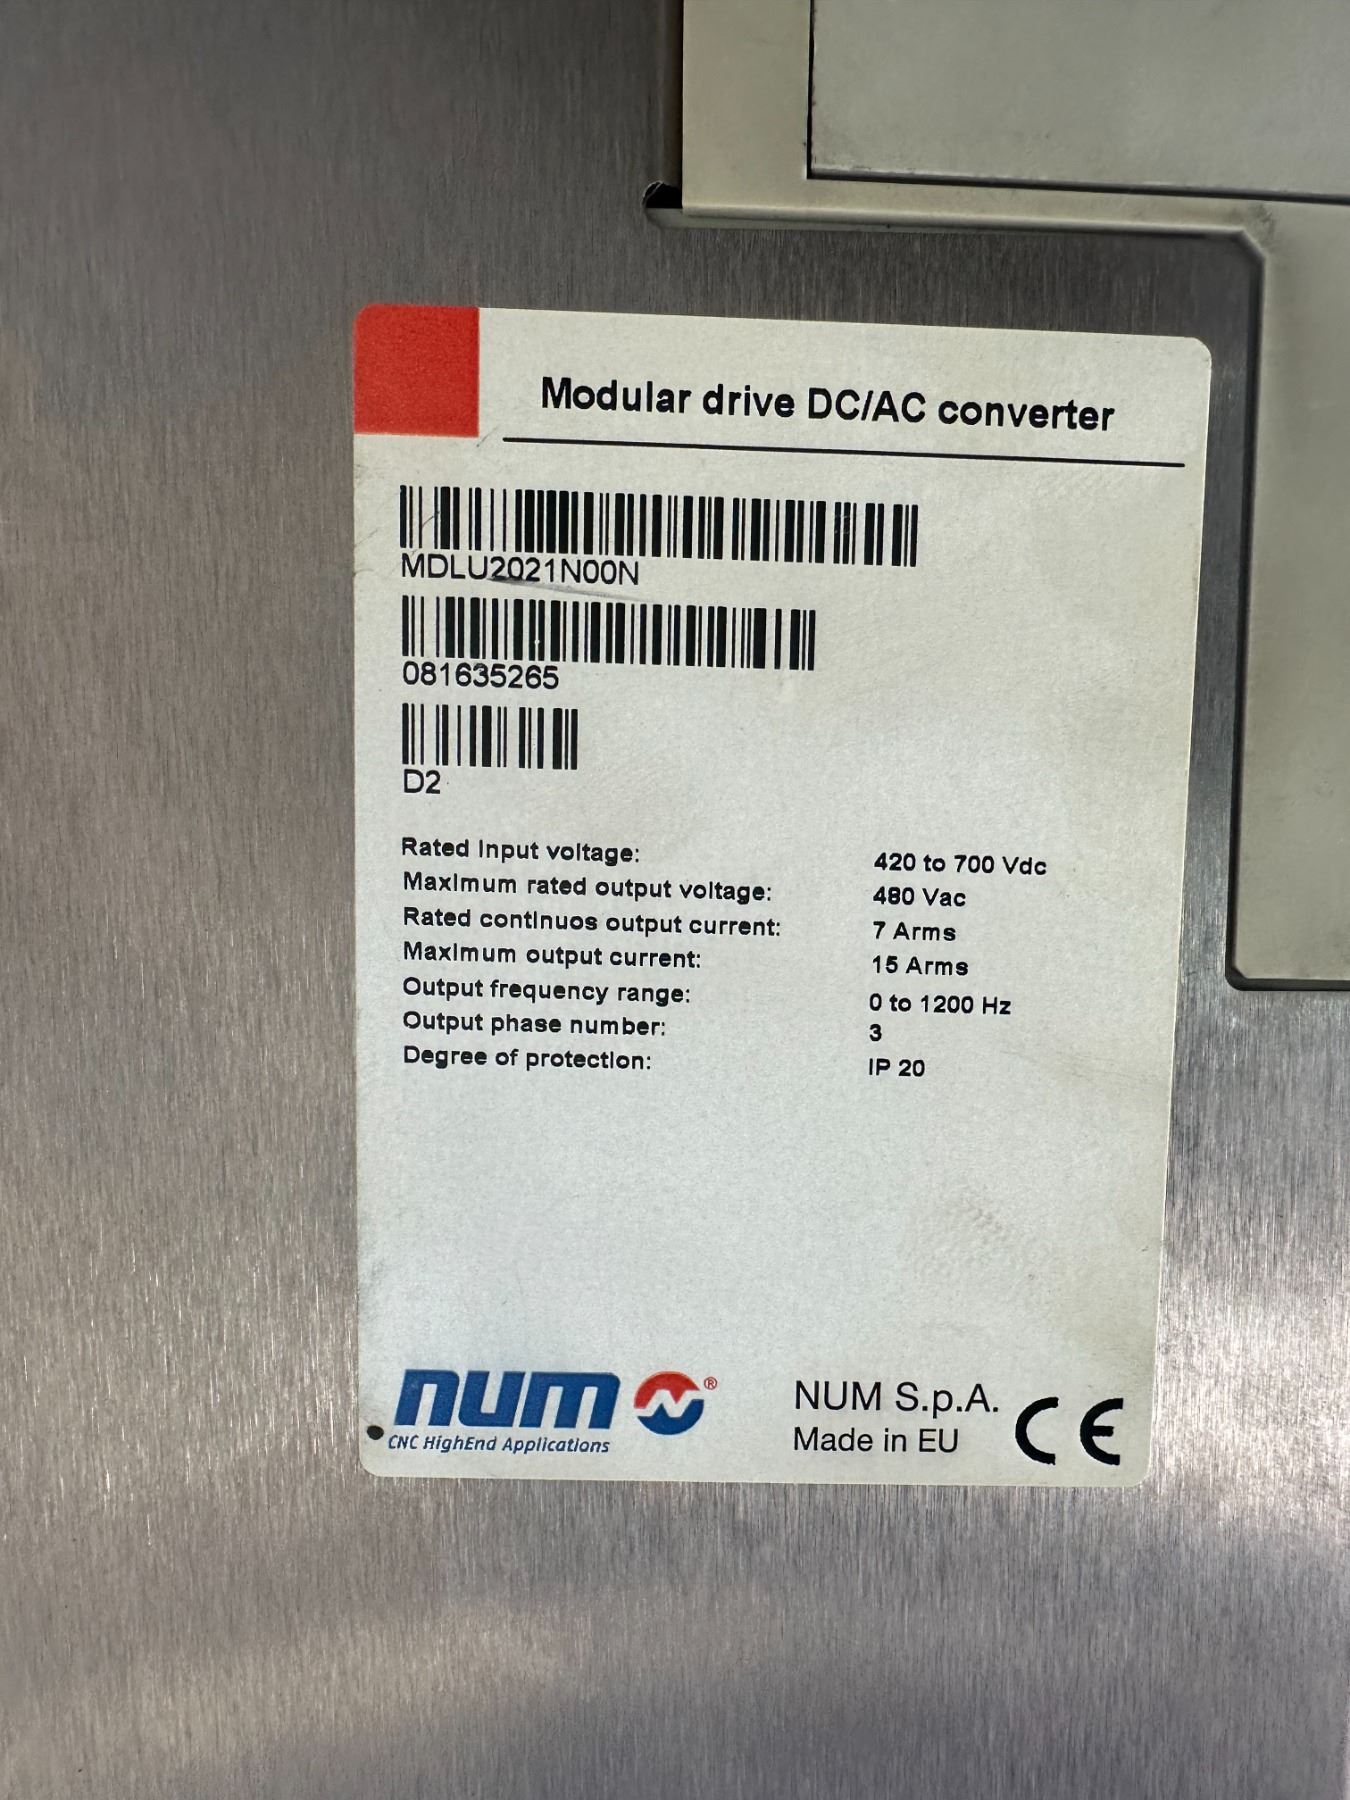 Modular drive DC/AC converter
MDLU2021N00N
081635265
D2
Rated Input voltage: 420 to 700 Vdc
Maximum rated output voltage: 480 Vac
Rated continuos output current: 7 Arms
Maximum output current: 15 Arms
Output frequency range: 0 to 1200 Hz
Output phase number: 3
Degree of protection: IP 20
num ®
CNC HighEnd Applications
NUM S.p.A.
Made in EU
CE